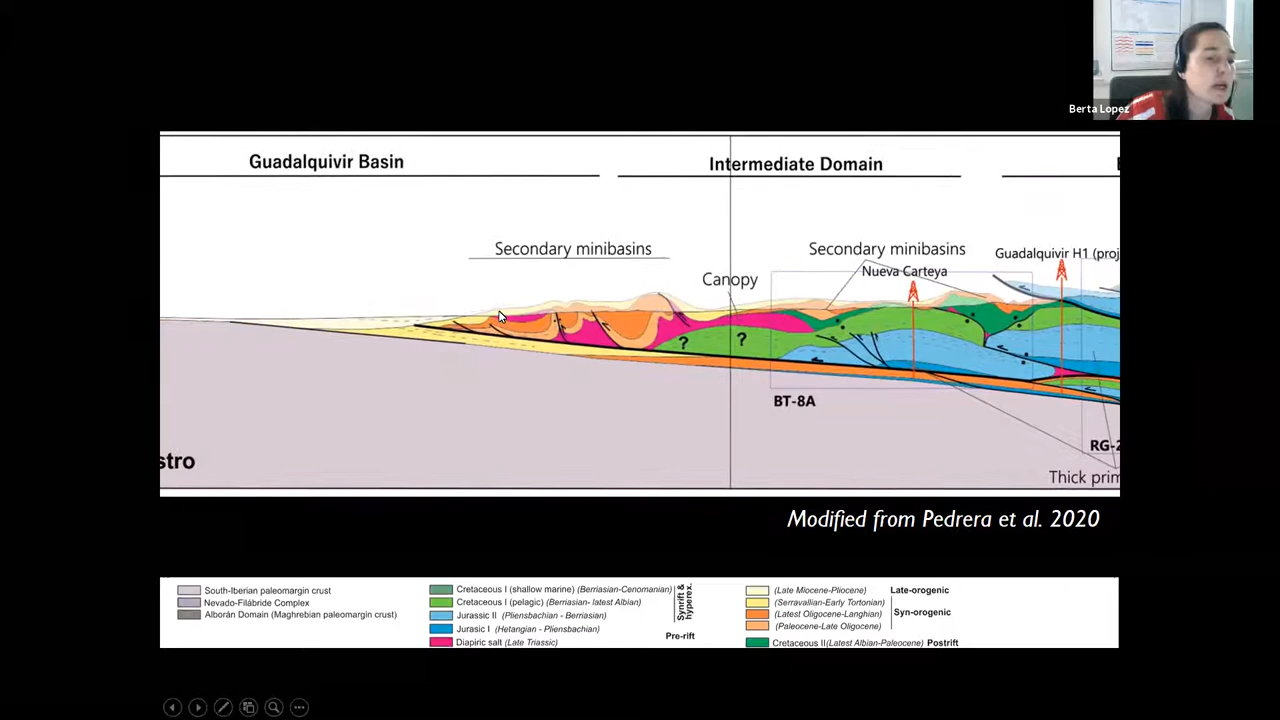 Berta Lopez
Guadalquivir Basin
Intermediate Domain
Secondary minibasins
Secondary minibasins
Guadalquivir H1 (proj
Nueva Carteya
Canopy
?
?
BT-8A
RG-2
stro
Thick prim
Modified from Pedrera et al. 2020
South-Iberian paleomargin crust
Nevado-Filábride Complex
Alborán Domain (Maghrebian paleomargin crust)
Cretaceous I (shallow marine) (Berriasian-Cenomanian)
Cretaceous I (pelagic) (Berriasian- latest Albian)
Jurassic II (Pliensbachian - Berriasian)
Jurasic I (Hetangian - Pliensbachian)
Diapiric salt (Late Triassic)
Synrift &
hyperex.
Pre-rift
(Late Miocene-Pliocene) Late-orogenic
(Serravallian-Early Tortonian)
(Latest Oligocene-Langhian) Syn-orogenic
(Paleocene-Late Oligocene)
Cretaceous II(Latest Albian-Paleocene) Postrift